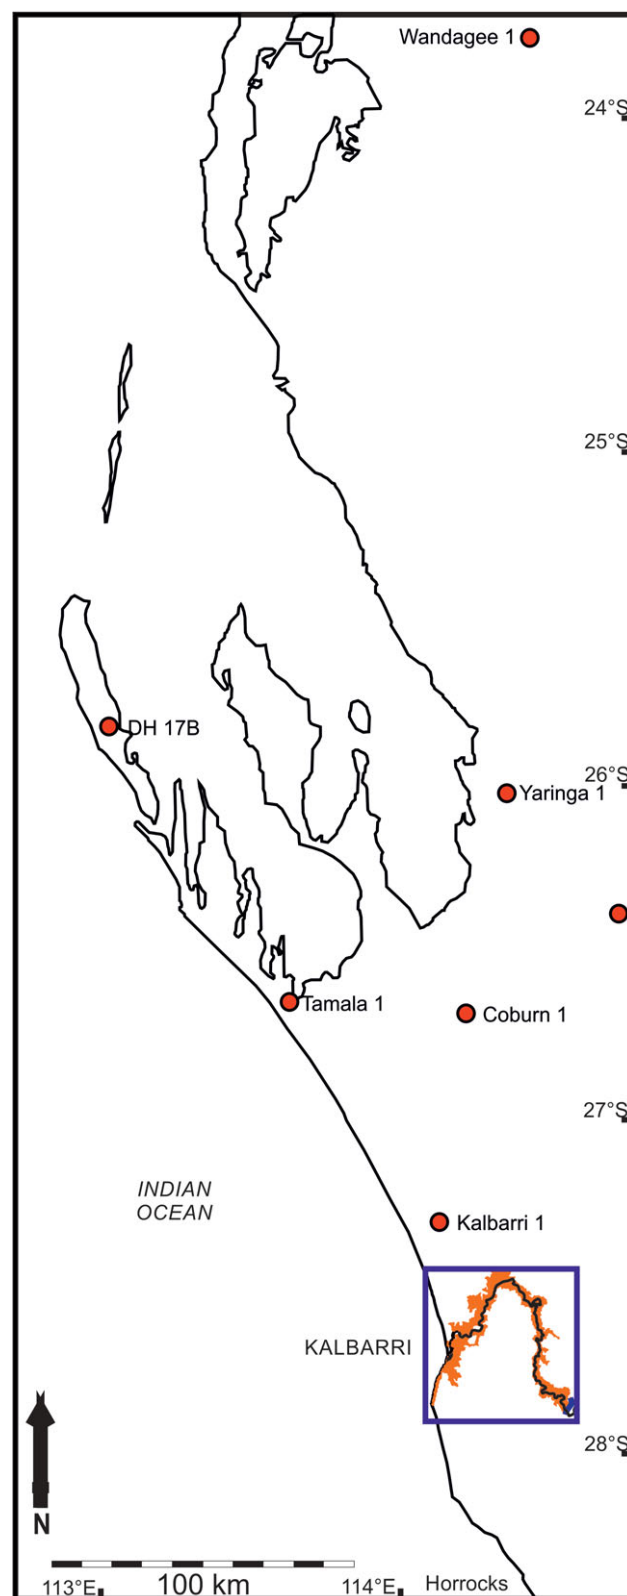 Wandagee 1
24°S
25°S
DH 17B
26°S
Yaringa 1
Tamala 1
Coburn 1
27°S
INDIAN
OCEAN
Kalbarri 1
KALBARRI
28°S
N
100 km
Horrocks
113°E
114°E